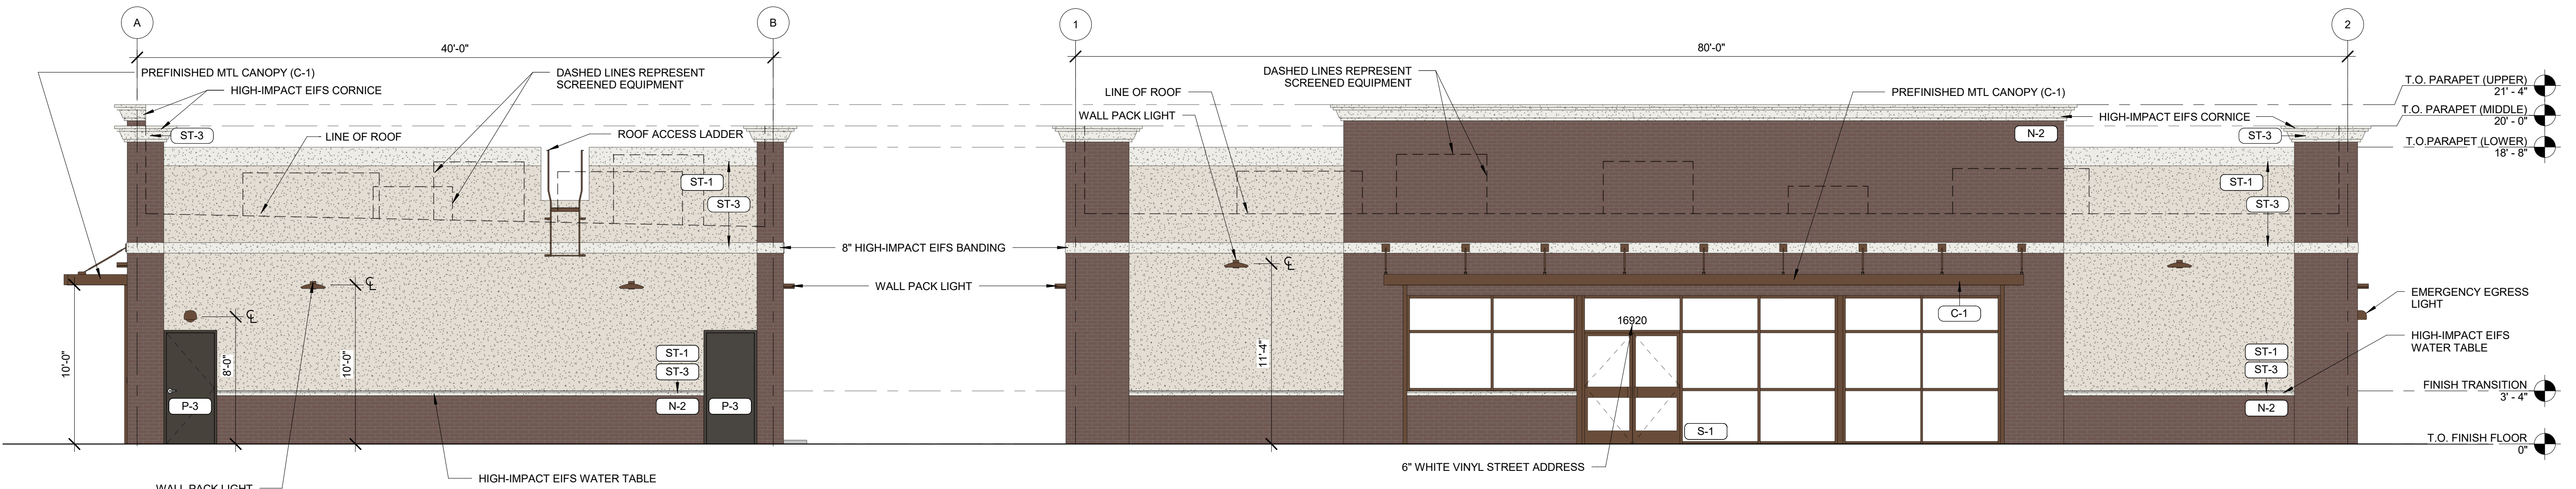 A
B
1
2
40'-0"
80'-0"
PREFINISHED MTL CANOPY (C-1)
HIGH-IMPACT EIFS CORNICE
DASHED LINES REPRESENT
SCREENED EQUIPMENT
ST-3
LINE OF ROOF
ROOF ACCESS LADDER
ST-1
ST-3
10'-0"
8'-0"
10'-0"
℄
℄
P-3
ST-1
ST-3
N-2
P-3
WALL PACK LIGHT
HIGH-IMPACT EIFS WATER TABLE
8" HIGH-IMPACT EIFS BANDING
WALL PACK LIGHT
DASHED LINES REPRESENT
SCREENED EQUIPMENT
LINE OF ROOF
WALL PACK LIGHT
PREFINISHED MTL CANOPY (C-1)
N-2
HIGH-IMPACT EIFS CORNICE
ST-3
ST-1
ST-3
℄
11'-4"
16920
C-1
S-1
6" WHITE VINYL STREET ADDRESS
ST-1
ST-3
N-2
T.O. PARAPET (UPPER)
21' - 4"
T.O. PARAPET (MIDDLE)
20' - 0"
T.O.PARAPET (LOWER)
18' - 8"
EMERGENCY EGRESS
LIGHT
HIGH-IMPACT EIFS
WATER TABLE
FINISH TRANSITION
3' - 4"
T.O. FINISH FLOOR
0"